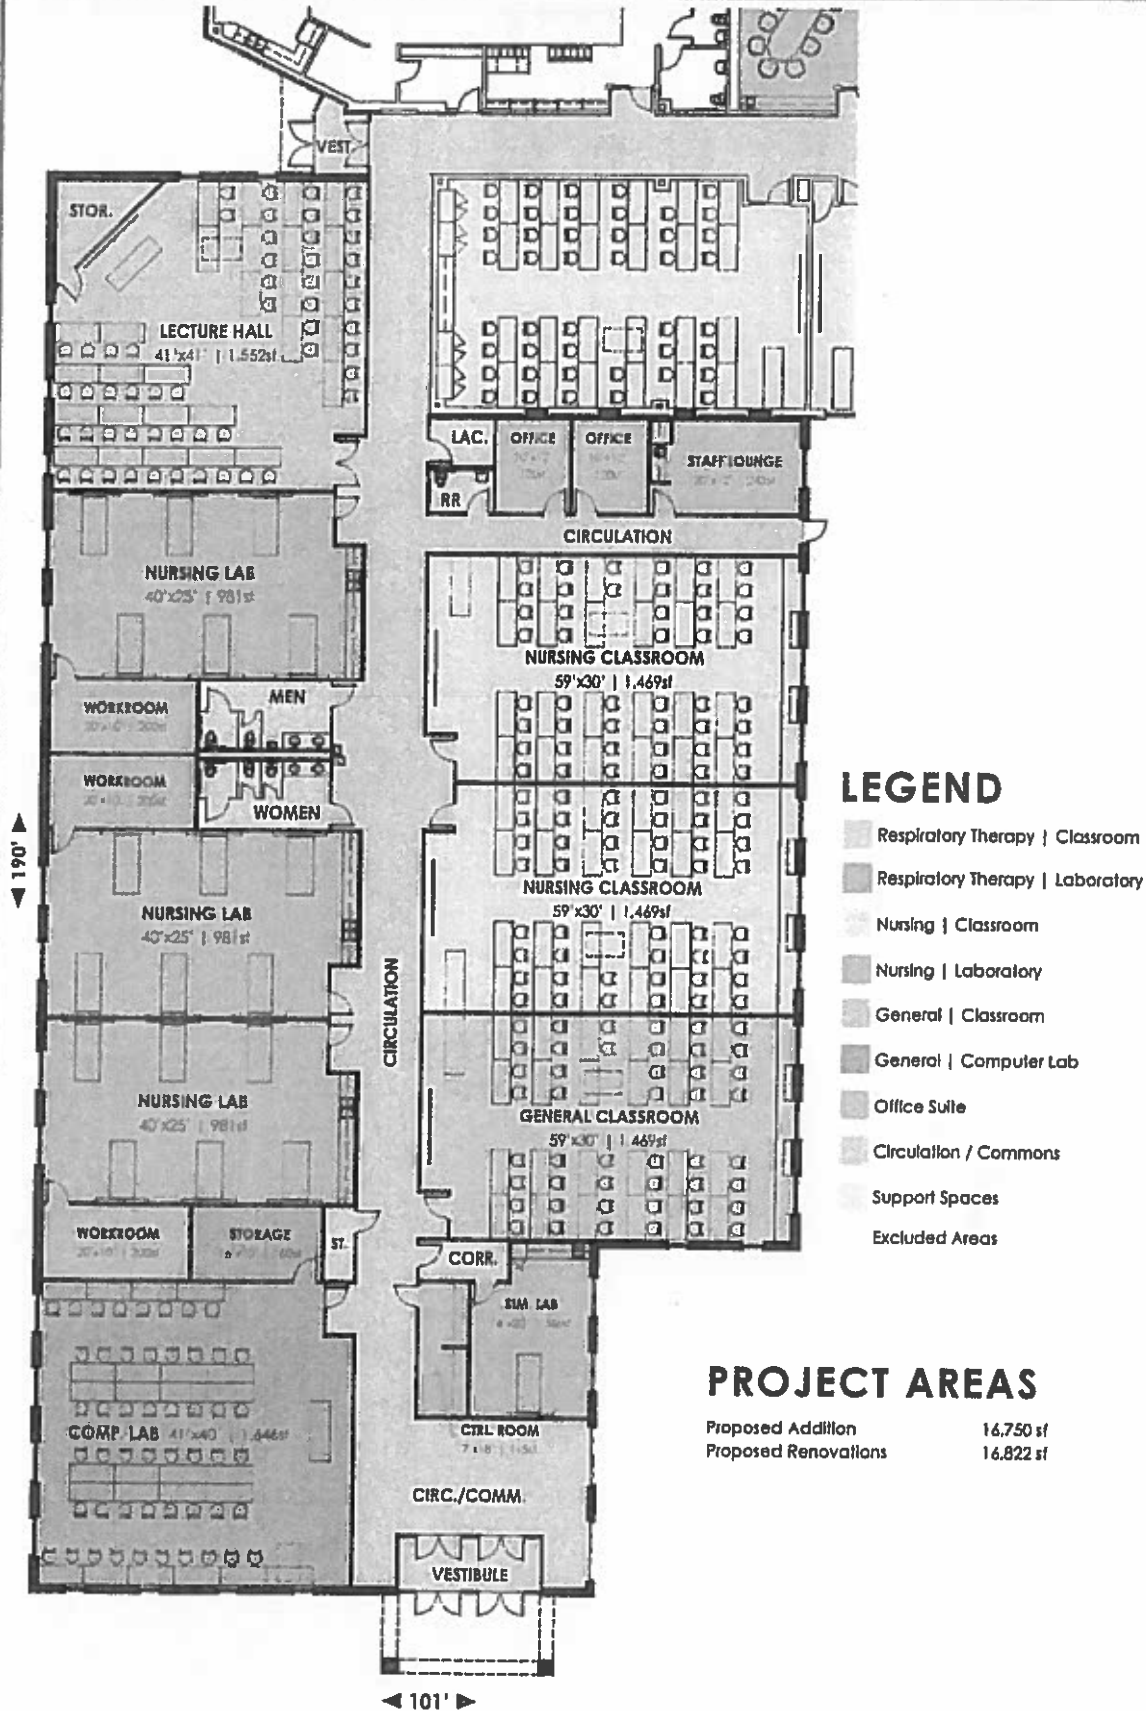 VEST.
STOR.
LECTURE HALL
41'x41' | 1,552sf
LAC.
OFFICE
OFFICE
STAFF LOUNGE
RR
CIRCULATION
NURSING LAB
40'x25' | 981sf
NURSING CLASSROOM
59'x30' | 1,469sf
MEN
WORKROOM
WORKROOM
WOMEN
190'
NURSING CLASSROOM
59'x30' | 1,469sf
NURSING LAB
40'x25' | 981sf
CIRCULATION
NURSING LAB
40'x25' | 981sf
GENERAL CLASSROOM
59'x30' | 1,469sf
WORKROOM
STORAGE
ST.
CORR.
SIM LAB
COMP. LAB 41'x40' | 1,646sf
CTRL ROOM
CIRC./COMM.
VESTIBULE
101'
LEGEND
Respiratory Therapy | Classroom
Respiratory Therapy | Laboratory
Nursing | Classroom
Nursing | Laboratory
General | Classroom
General | Computer Lab
Office Suite
Circulation / Commons
Support Spaces
Excluded Areas
PROJECT AREAS
Proposed Addition 16,750 sf
Proposed Renovations 16,822 sf